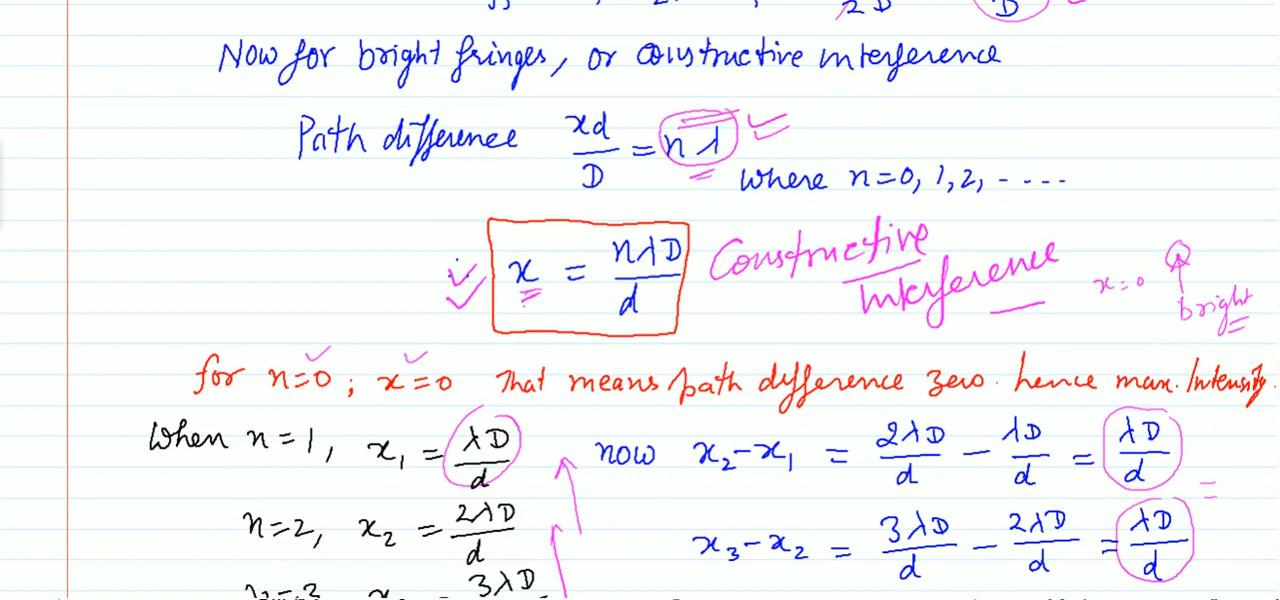 2D D
Now for bright fringes, or constructive interference
Path difference xd/D = nλ
where n=0, 1, 2, - - - -
x = nλD/d Constructive Interference
x=0
bright
for n=0 ; x=0 That means path difference zero. hence max. Intensity.
When n=1, x₁ = λD/d now x₂-x₁ = 2λD/d - λD/d = λD/d
n=2, x₂ = 2λD/d
x₃-x₂ = 3λD/d - 2λD/d = λD/d
3λD